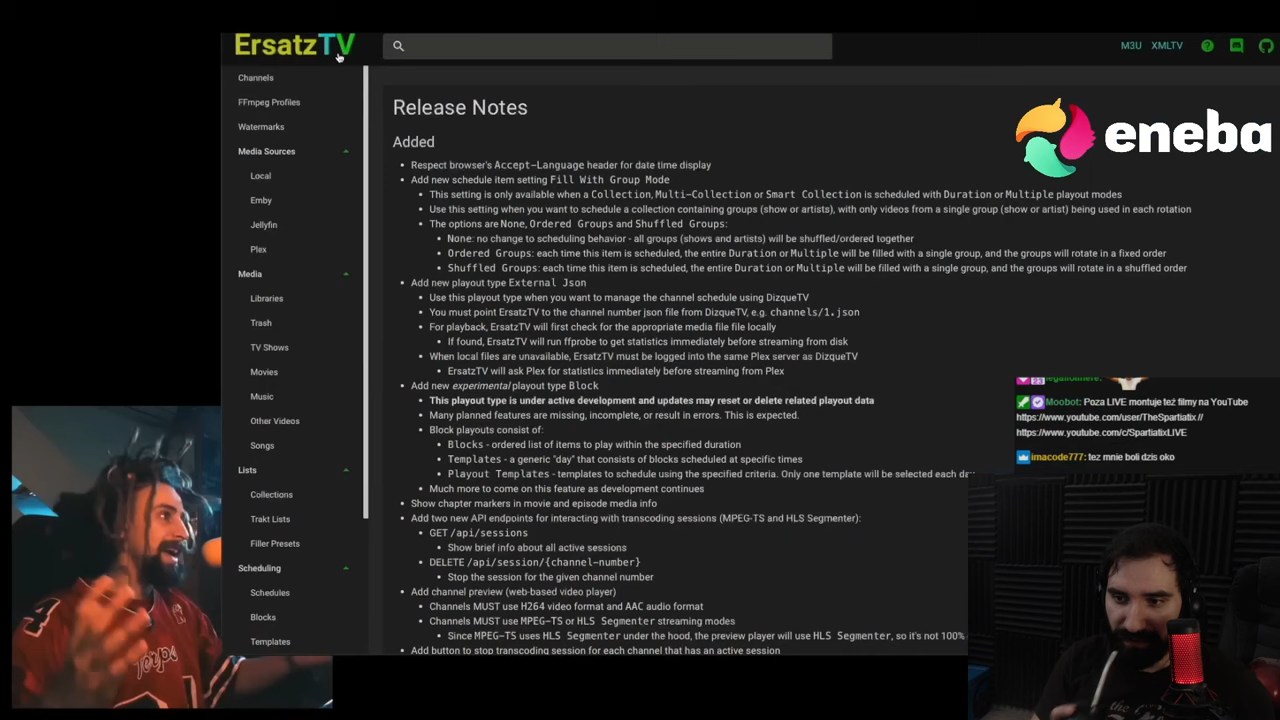 ErsatzTV
M3U XMLTV
eneba
Channels
FFmpeg Profiles
Watermarks
Media Sources
Local
Emby
Jellyfin
Plex
Media
Libraries
Trash
TV Shows
Movies
Music
Other Videos
Songs
Lists
Collections
Trakt Lists
Filler Presets
Scheduling
Schedules
Blocks
Templates
Release Notes
Added
Respect browser's Accept-Language header for date time display
Add new schedule item setting Fill With Group Mode
This setting is only available when a Collection, Multi-Collection or Smart Collection is scheduled with Duration or Multiple playout modes
Use this setting when you want to schedule a collection containing groups (show or artists), with only videos from a single group (show or artist) being used in each rotation
The options are None, Ordered Groups and Shuffled Groups:
None: no change to scheduling behavior - all groups (shows and artists) will be shuffled/ordered together
Ordered Groups: each time this item is scheduled, the entire Duration or Multiple will be filled with a single group, and the groups will rotate in a fixed order
Shuffled Groups: each time this item is scheduled, the entire Duration or Multiple will be filled with a single group, and the groups will rotate in a shuffled order
Add new playout type External Json
Use this playout type when you want to manage the channel schedule using DizqueTV
You must point ErsatzTV to the channel number json file from DizqueTV, e.g. channels/1.json
For playback, ErsatzTV will first check for the appropriate media file file locally
If found, ErsatzTV will run ffprobe to get statistics immediately before streaming from disk
When local files are unavailable, ErsatzTV must be logged into the same Plex server as DizqueTV
ErsatzTV will ask Plex for statistics immediately before streaming from Plex
Add new experimental playout type Block
This playout type is under active development and updates may reset or delete related playout data
Many planned features are missing, incomplete, or result in errors. This is expected.
Block playouts consist of:
Blocks - ordered list of items to play within the specified duration
Templates - a generic "day" that consists of blocks scheduled at specific times
Playout Templates - templates to schedule using the specified criteria. Only one template will be selected each day
Much more to come on this feature as development continues
Show chapter markers in movie and episode media info
Add two new API endpoints for interacting with transcoding sessions (MPEG-TS and HLS Segmenter):
GET /api/sessions
Show brief info about all active sessions
DELETE /api/session/{channel-number}
Stop the session for the given channel number
Add channel preview (web-based video player)
Channels MUST use H264 video format and AAC audio format
Channels MUST use MPEG-TS or HLS Segmenter streaming modes
Since MPEG-TS uses HLS Segmenter under the hood, the preview player will use HLS Segmenter, so it's not 100%
Add button to stop transcoding session for each channel that has an active session
Moobot: Poza LIVE montuje też filmy na YouTube
https://www.youtube.com/user/TheSpartiatix //
https://www.youtube.com/c/SpartiatixLIVE
imacode777: tez mnie boli dzis oko
4
Terps